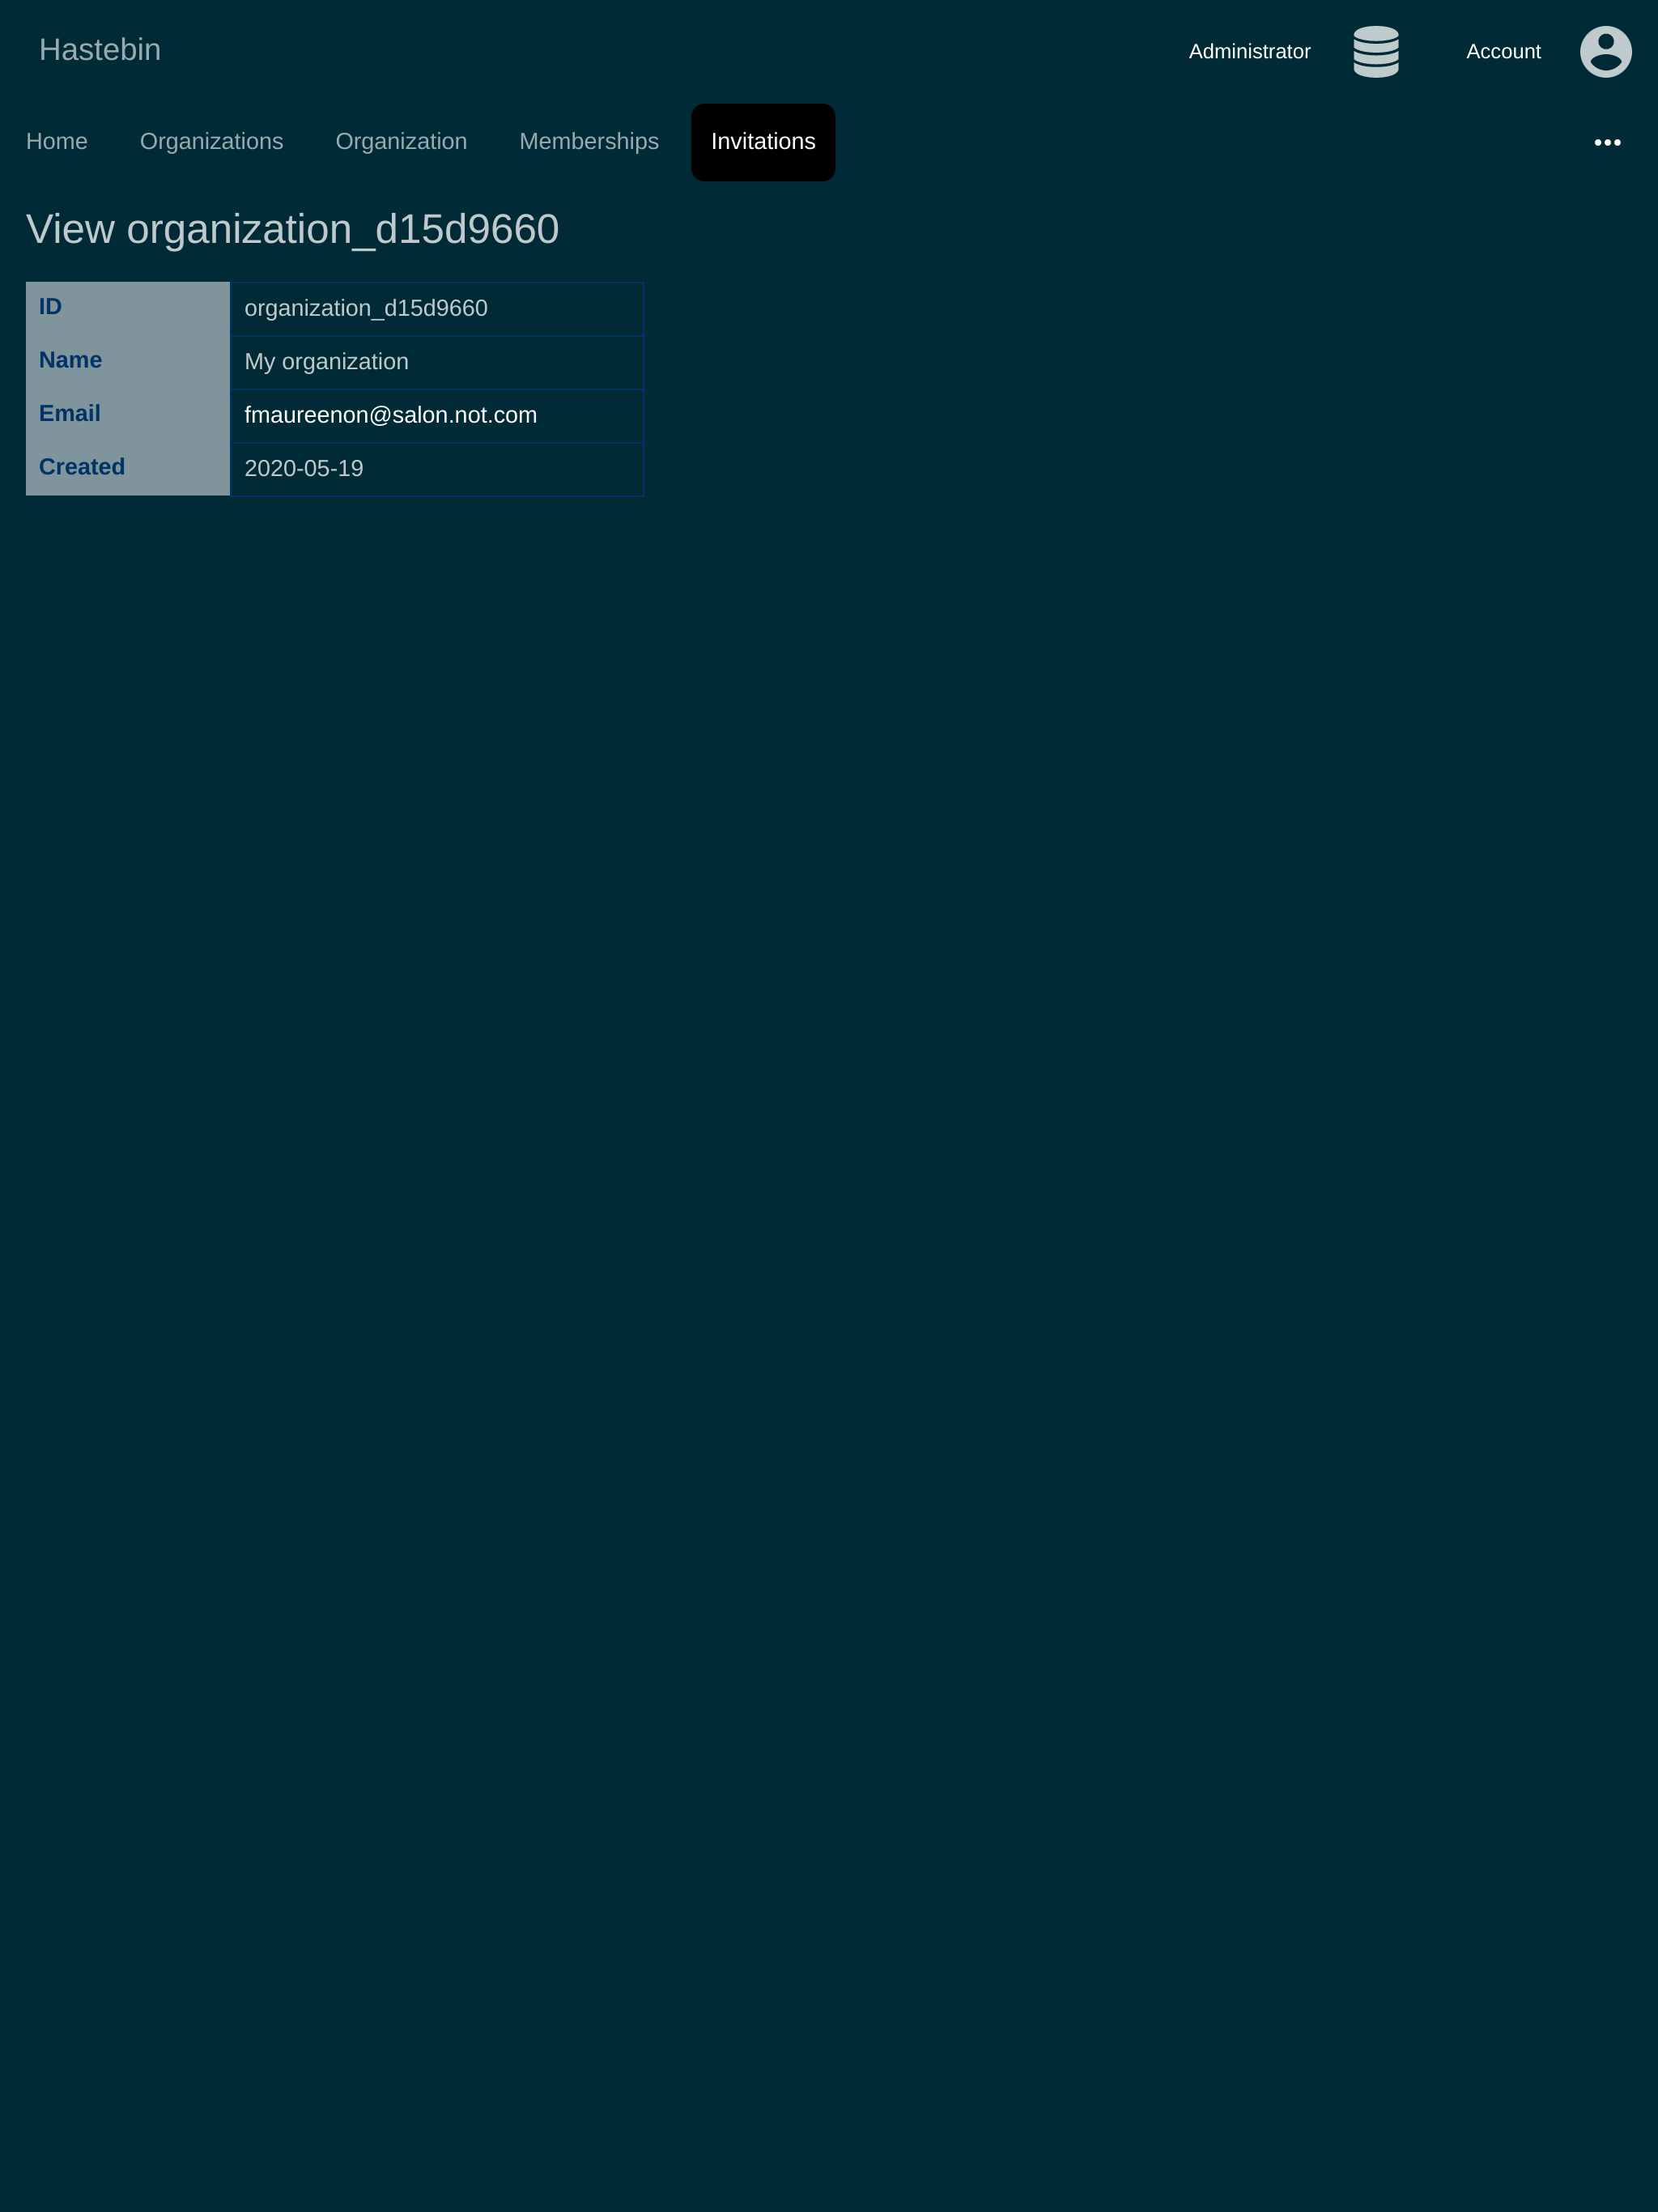 Hastebin
Administrator
Account
Home
Organizations
Organization
Memberships
Invitations
View organization_d15d9660
ID
organization_d15d9660
Name
My organization
Email
fmaureenon@salon.not.com
Created
2020-05-19